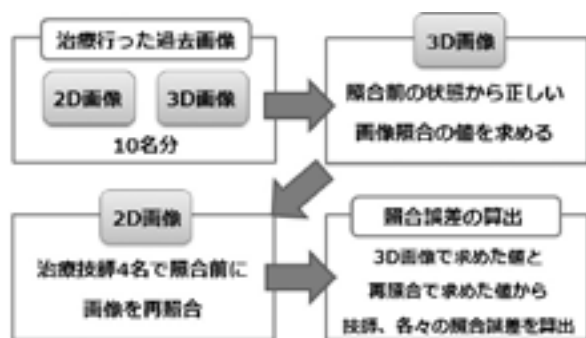 治療行った過去画像
2D画像
3D画像
10名分
3D画像
照合前の状態から正しい
画像照合の値を求める
2D画像
治療技師4名で照合前に
画像を再照合
照合誤差の算出
3D画像で求めた値と
再照合で求めた値から
技師、各々の照合誤差を算出